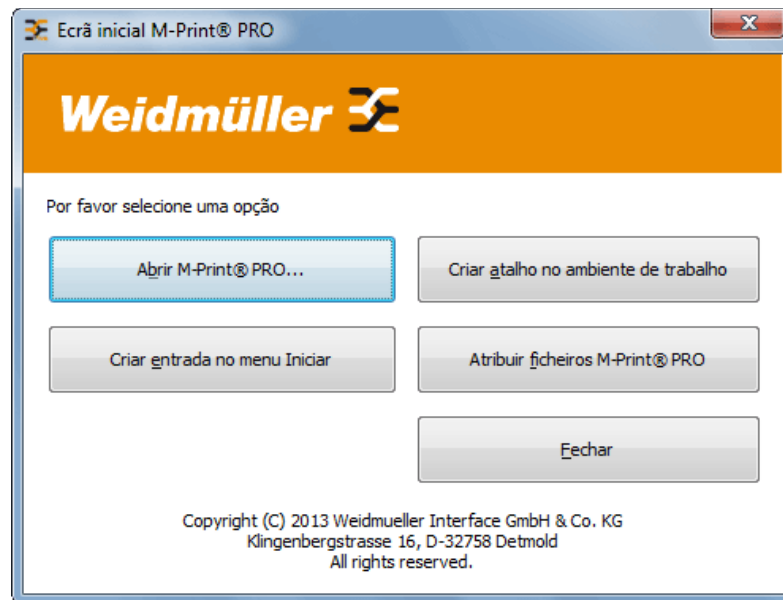 Ecrã inicial M-Print® PRO
Weidmüller
Por favor selecione uma opção
Abrir M-Print® PRO...
Criar atalho no ambiente de trabalho
Criar entrada no menu Iniciar
Atribuir ficheiros M-Print® PRO
Fechar
Copyright (C) 2013 Weidmueller Interface GmbH & Co. KG
Klingenbergstrasse 16, D-32758 Detmold
All rights reserved.